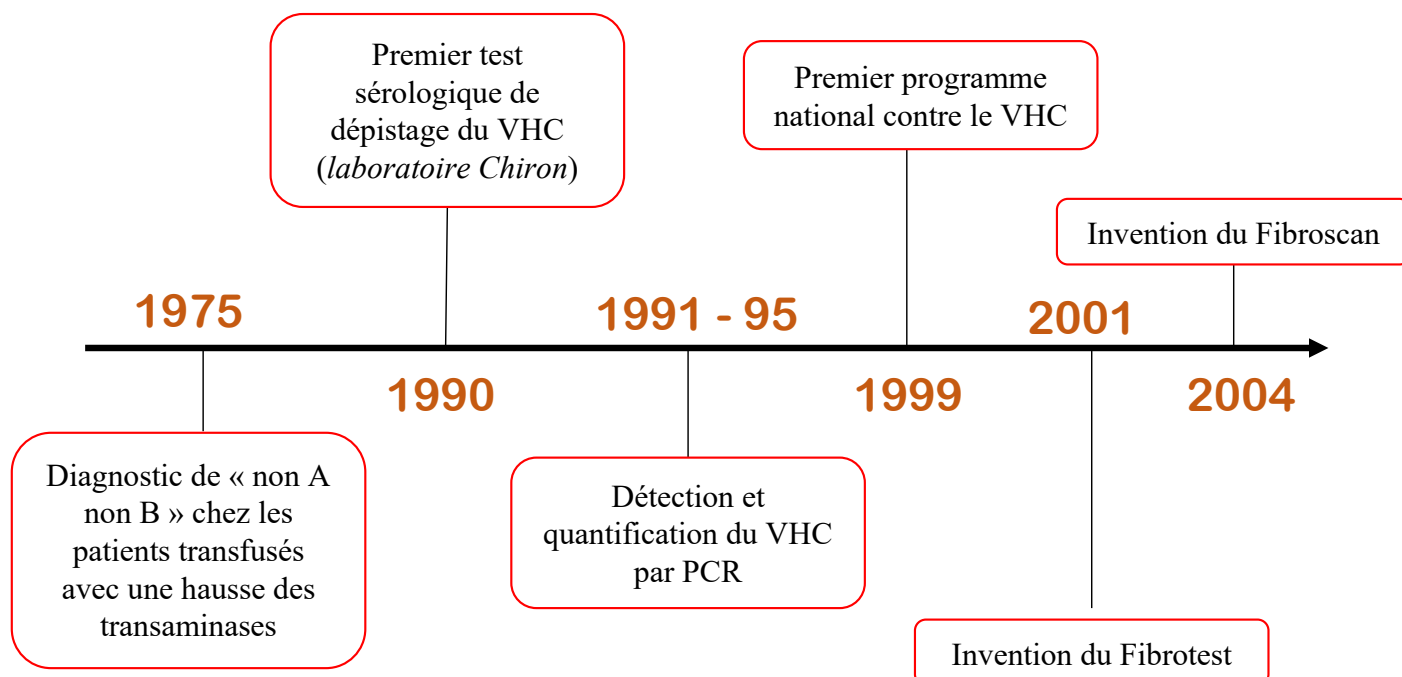 Premier test
sérologique de
dépistage du VHC
(laboratoire Chiron)
Premier programme
national contre le VHC
Invention du Fibroscan
1975
1991 - 95
2001
1990
1999
2004
Diagnostic de « non A
non B » chez les
patients transfusés
avec une hausse des
transaminases
Détection et
quantification du VHC
par PCR
Invention du Fibrotest